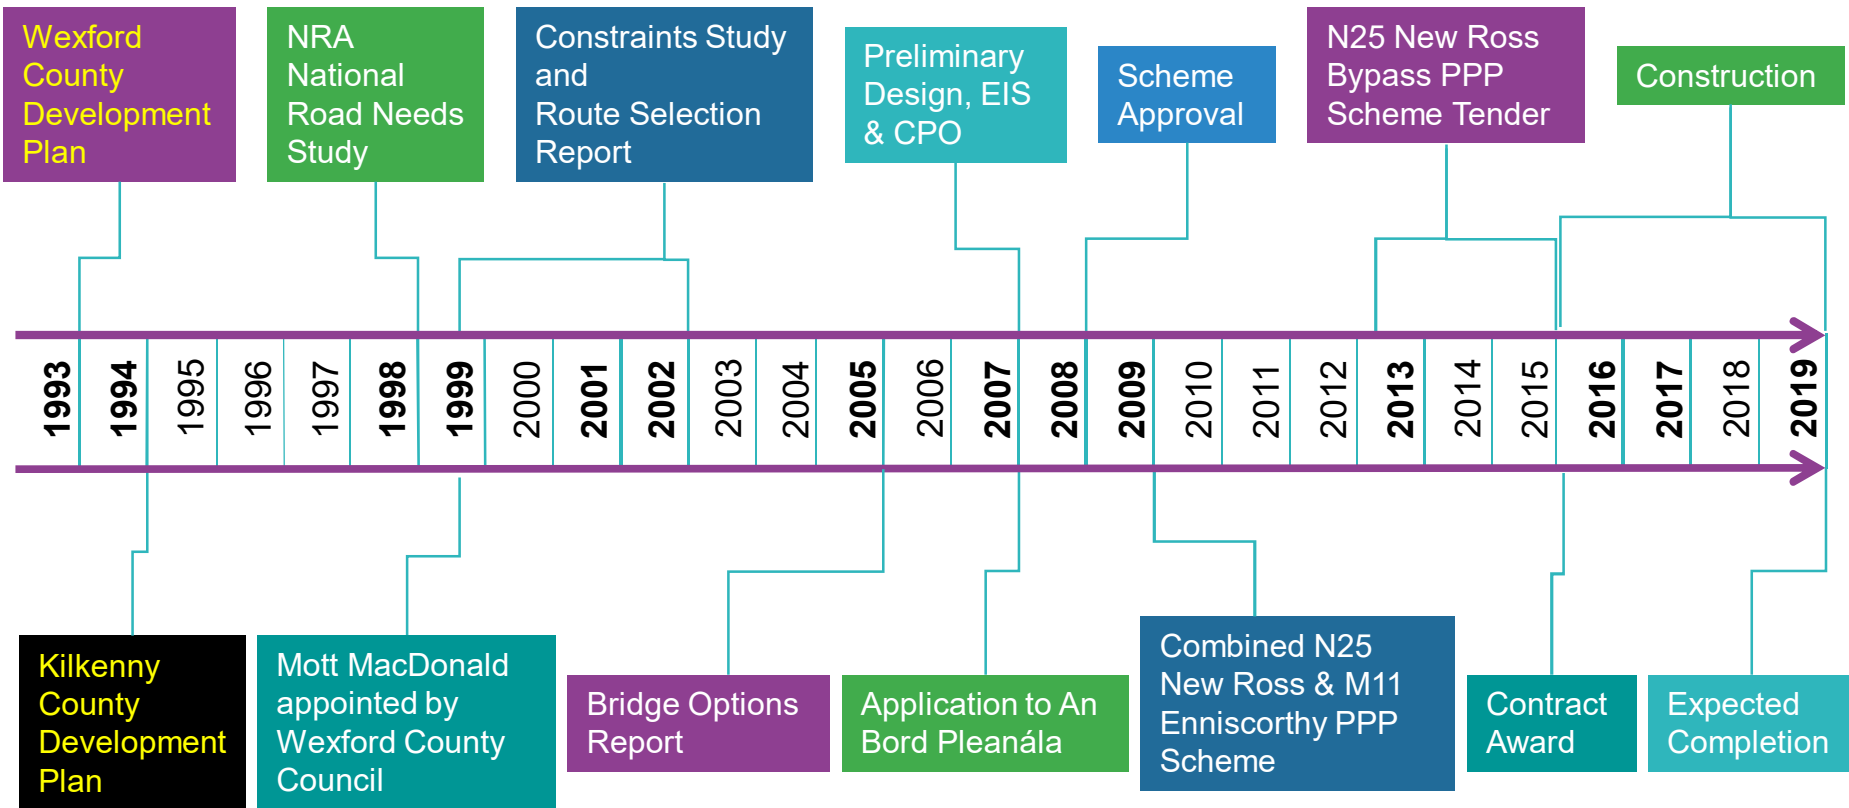 Wexford
County
Development
Plan
NRA
National
Road Needs
Study
Constraints Study
and
Route Selection
Report
Preliminary
Design, EIS
& CPO
Scheme
Approval
N25 New Ross
Bypass PPP
Scheme Tender
Construction
1993
1994
1995
1996
1997
1998
1999
2000
2001
2002
2003
2004
2005
2006
2007
2008
2009
2010
2011
2012
2013
2014
2015
2016
2017
2018
2019
Kilkenny
County
Development
Plan
Mott MacDonald
appointed by
Wexford County
Council
Bridge Options
Report
Application to An
Bord Pleanála
Combined N25
New Ross & M11
Enniscorthy PPP
Scheme
Contract
Award
Expected
Completion